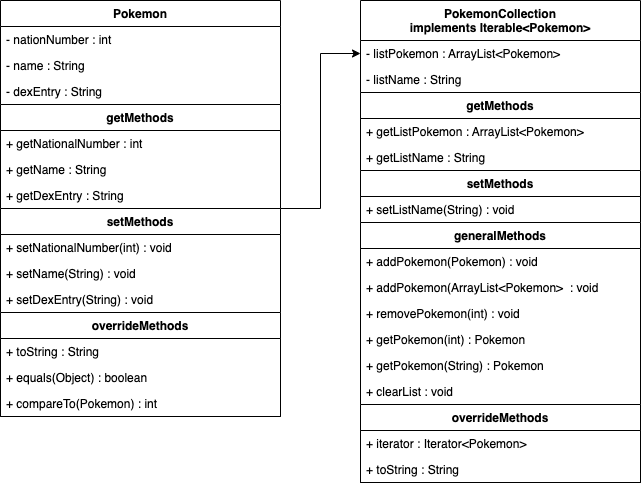 Pokemon
- nationNumber : int
- name : String
- dexEntry : String
getMethods
+ getNationalNumber : int
+ getName : String
+ getDexEntry : String
setMethods
+ setNationalNumber(int) : void
+ setName(String) : void
+ setDexEntry(String) : void
overrideMethods
+ toString : String
+ equals(Object) : boolean
+ compareTo(Pokemon) : int
PokemonCollection
implements Iterable<Pokemon>
- listPokemon : ArrayList<Pokemon>
- listName : String
getMethods
+ getListPokemon : ArrayList<Pokemon>
+ getListName : String
setMethods
+ setListName(String) : void
generalMethods
+ addPokemon(Pokemon) : void
+ addPokemon(ArrayList<Pokemon>  : void
+ removePokemon(int) : void
+ getPokemon(int) : Pokemon
+ getPokemon(String) : Pokemon
+ clearList : void
overrideMethods
+ iterator : Iterator<Pokemon>
+ toString : String